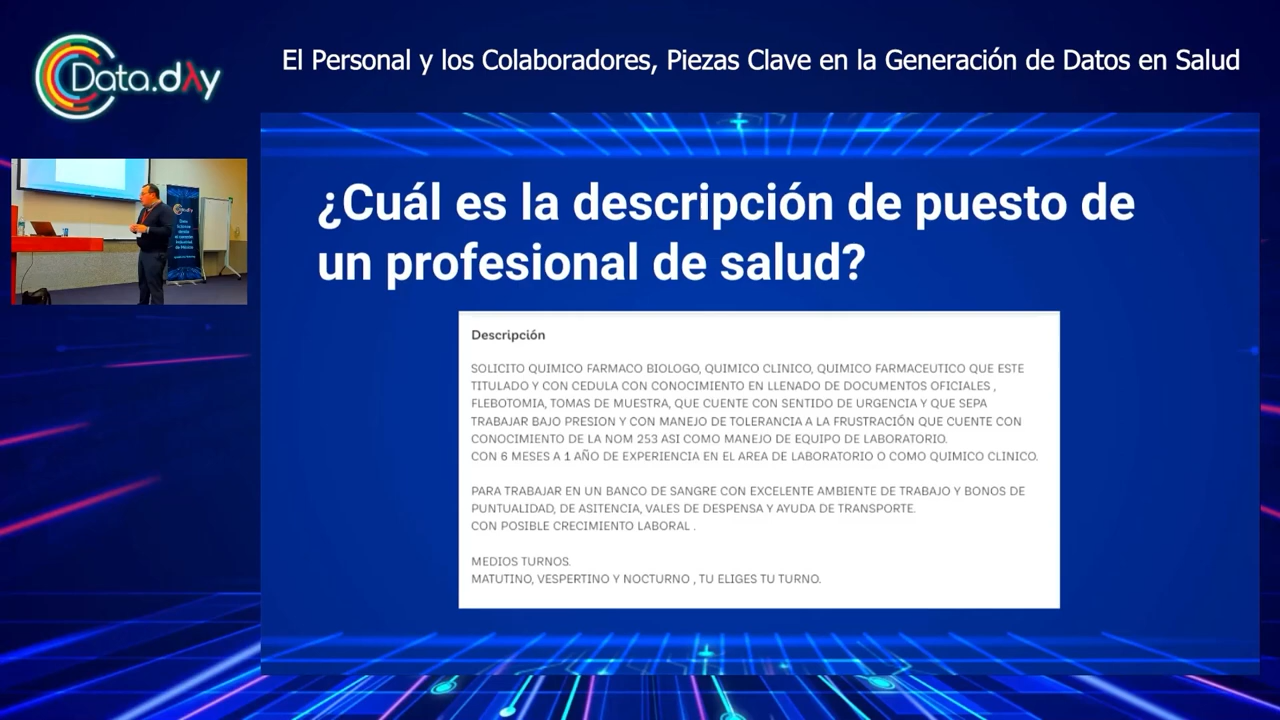 Data.dλy
El Personal y los Colaboradores, Piezas Clave en la Generación de Datos en Salud
¿Cuál es la descripción de puesto de
un profesional de salud?
Descripción
SOLICITO QUIMICO FARMACO BIOLOGO, QUIMICO CLINICO, QUIMICO FARMACEUTICO QUE ESTE
TITULADO Y CON CEDULA CON CONOCIMIENTO EN LLENADO DE DOCUMENTOS OFICIALES ,
FLEBOTOMIA, TOMAS DE MUESTRA, QUE CUENTE CON SENTIDO DE URGENCIA Y QUE SEPA
TRABAJAR BAJO PRESION Y CON MANEJO DE TOLERANCIA A LA FRUSTRACIÓN QUE CUENTE CON
CONOCIMIENTO DE LA NOM 253 ASI COMO MANEJO DE EQUIPO DE LABORATORIO.
CON 6 MESES A 1 AÑO DE EXPERIENCIA EN EL AREA DE LABORATORIO O COMO QUIMICO CLINICO.
PARA TRABAJAR EN UN BANCO DE SANGRE CON EXCELENTE AMBIENTE DE TRABAJO Y BONOS DE
PUNTUALIDAD, DE ASITENCIA, VALES DE DESPENSA Y AYUDA DE TRANSPORTE.
CON POSIBLE CRECIMIENTO LABORAL .
MEDIOS TURNOS.
MATUTINO, VESPERTINO Y NOCTURNO , TU ELIGES TU TURNO.